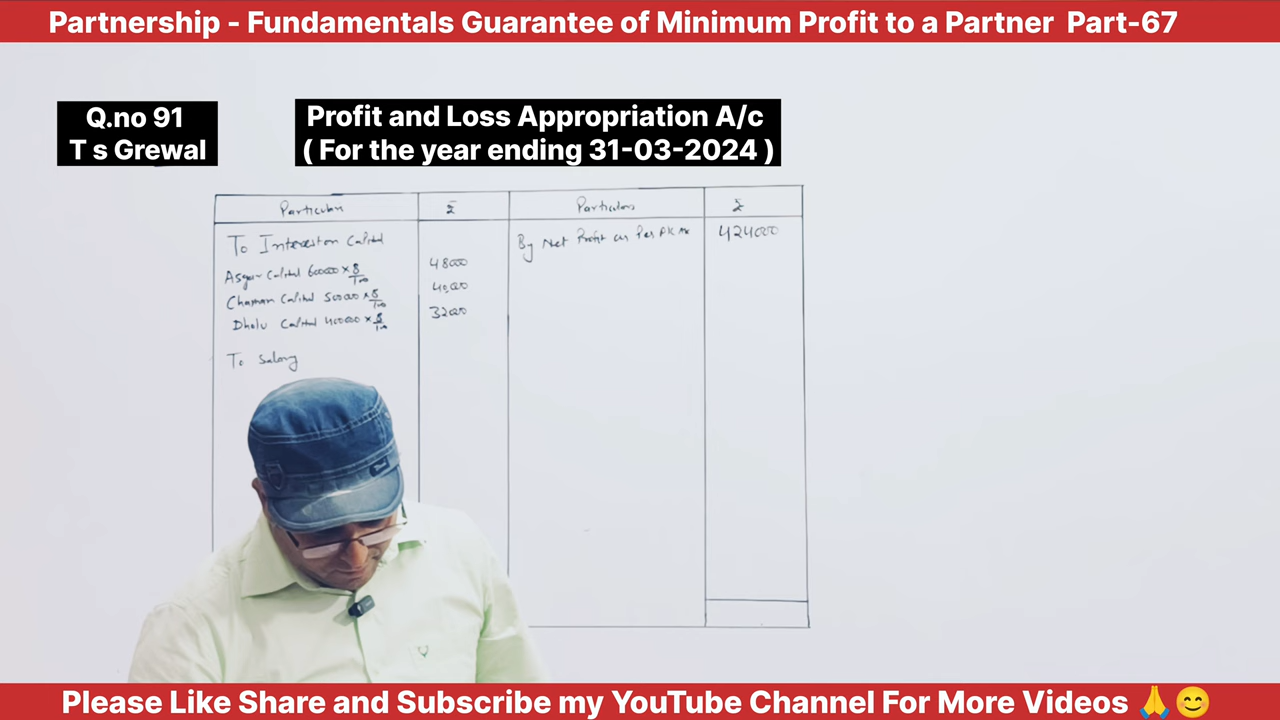 Partnership - Fundamentals Guarantee of Minimum Profit to a Partner Part-67
Q.no 91
T s Grewal
Profit and Loss Appropriation A/c
( For the year ending 31-03-2024 )
Particulars ₹ Particulars ₹
To Interest on Capital
By Net Profit as Per 424000
Capital 600000 × 8/100 48000
Chaman Capital 500000 × 8/100 40,000
Dholu Capital 400000 × 8/100 32000
To Salary
Please Like Share and Subscribe my YouTube Channel For More Videos 🙏😊